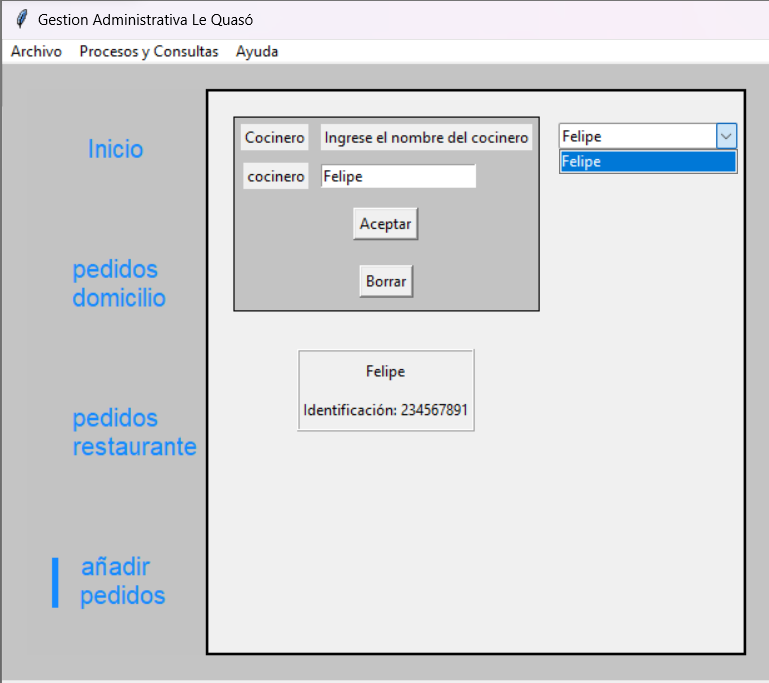 Gestion Administrativa Le Quasó
Archivo Procesos y Consultas Ayuda
Inicio
pedidos
domicilio
pedidos
restaurante
añadir
pedidos
Cocinero Ingrese el nombre del cocinero
cocinero Felipe
Aceptar
Borrar
Felipe
Felipe
Felipe
Identificación: 234567891